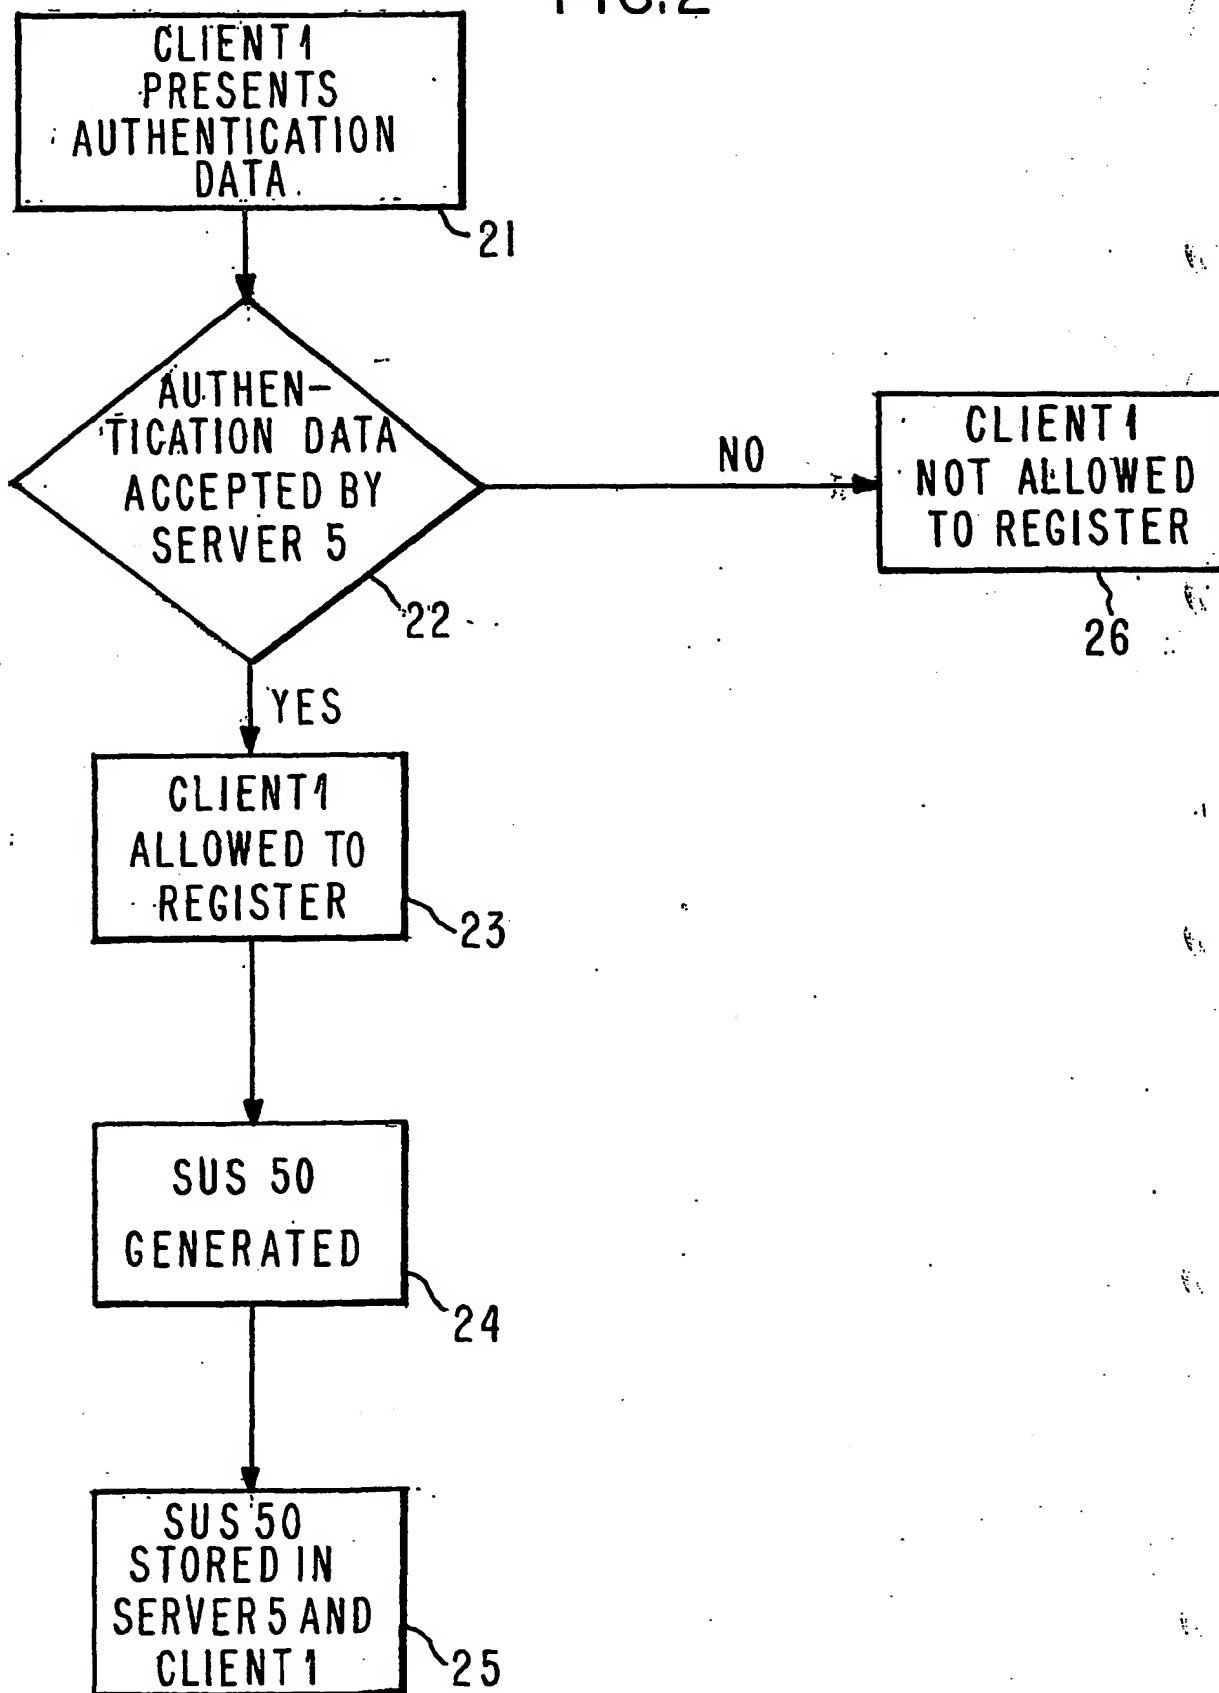 FIG. 2
CLIENT 1
PRESENTS
AUTHENTICATION
DATA.
21
AUTHEN-
TICATION DATA
ACCEPTED BY
SERVER 5
22
NO
CLIENT 1
NOT ALLOWED
TO REGISTER
26
YES
CLIENT 1
ALLOWED TO
REGISTER
23
SUS 50
GENERATED
24
SUS 50
STORED IN
SERVER 5 AND
CLIENT 1
25